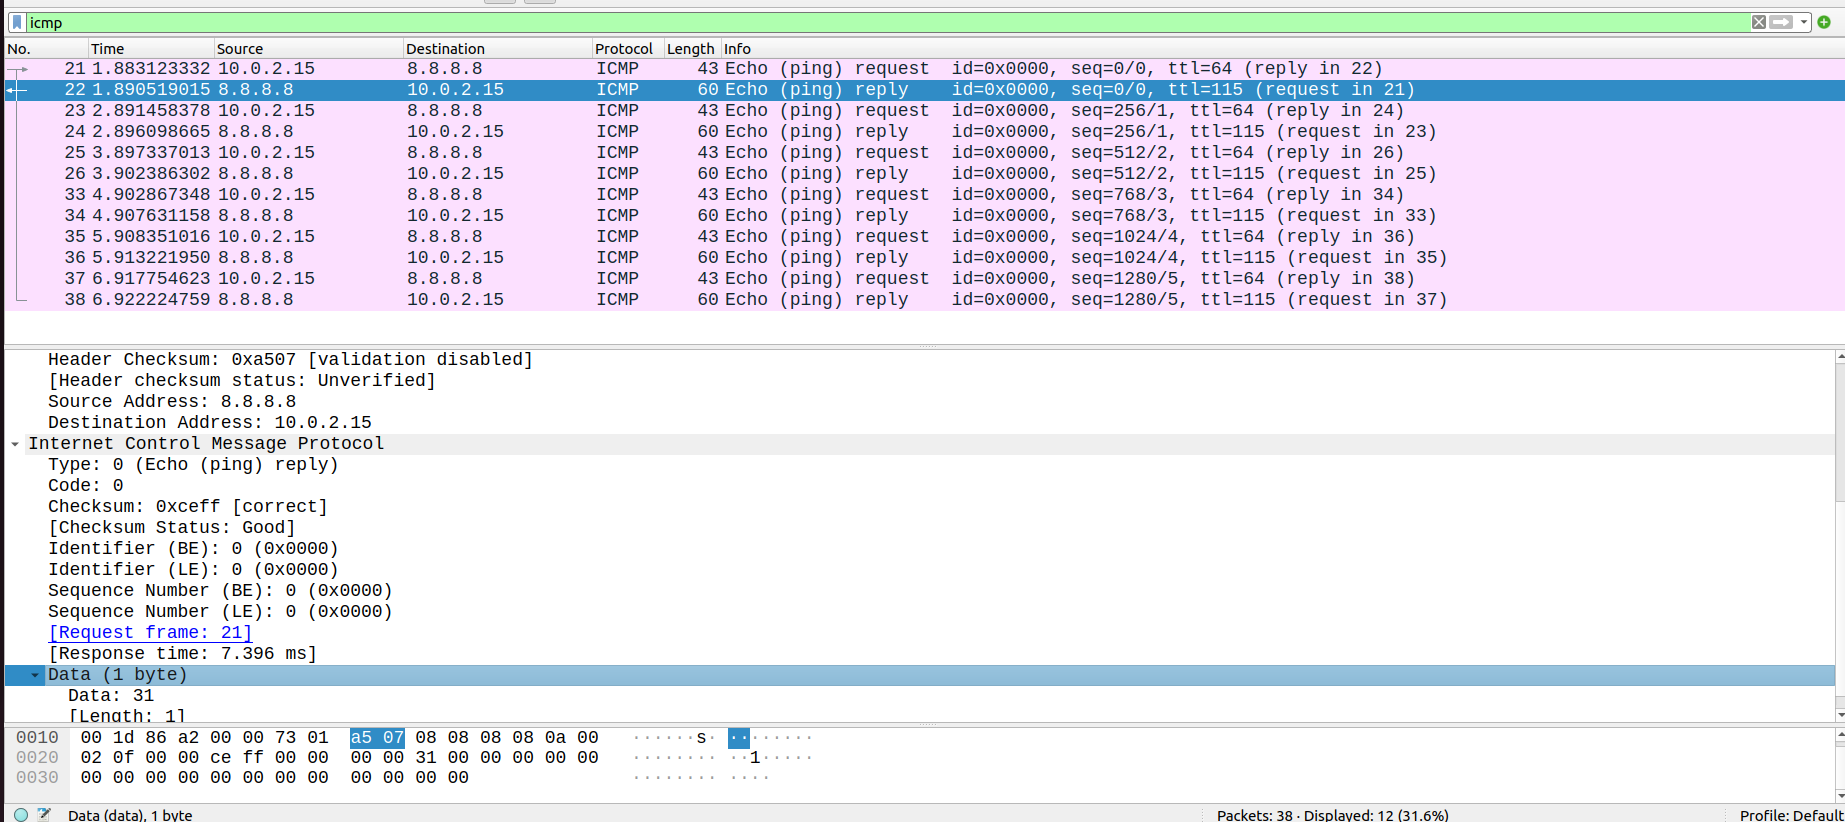 icmp
No. Time Source Destination Protocol Length Info
21 1.883123332 10.0.2.15 8.8.8.8 ICMP 43 Echo (ping) request id=0x0000, seq=0/0, ttl=64 (reply in 22)
22 1.890519015 8.8.8.8 10.0.2.15 ICMP 60 Echo (ping) reply id=0x0000, seq=0/0, ttl=115 (request in 21)
23 2.891458378 10.0.2.15 8.8.8.8 ICMP 43 Echo (ping) request id=0x0000, seq=256/1, ttl=64 (reply in 24)
24 2.896098665 8.8.8.8 10.0.2.15 ICMP 60 Echo (ping) reply id=0x0000, seq=256/1, ttl=115 (request in 23)
25 3.897337013 10.0.2.15 8.8.8.8 ICMP 43 Echo (ping) request id=0x0000, seq=512/2, ttl=64 (reply in 26)
26 3.902386302 8.8.8.8 10.0.2.15 ICMP 60 Echo (ping) reply id=0x0000, seq=512/2, ttl=115 (request in 25)
33 4.902867348 10.0.2.15 8.8.8.8 ICMP 43 Echo (ping) request id=0x0000, seq=768/3, ttl=64 (reply in 34)
34 4.907631158 8.8.8.8 10.0.2.15 ICMP 60 Echo (ping) reply id=0x0000, seq=768/3, ttl=115 (request in 33)
35 5.908351016 10.0.2.15 8.8.8.8 ICMP 43 Echo (ping) request id=0x0000, seq=1024/4, ttl=64 (reply in 36)
36 5.913221950 8.8.8.8 10.0.2.15 ICMP 60 Echo (ping) reply id=0x0000, seq=1024/4, ttl=115 (request in 35)
37 6.917754623 10.0.2.15 8.8.8.8 ICMP 43 Echo (ping) request id=0x0000, seq=1280/5, ttl=64 (reply in 38)
38 6.922224759 8.8.8.8 10.0.2.15 ICMP 60 Echo (ping) reply id=0x0000, seq=1280/5, ttl=115 (request in 37)
Header Checksum: 0xa507 [validation disabled]
[Header checksum status: Unverified]
Source Address: 8.8.8.8
Destination Address: 10.0.2.15
Internet Control Message Protocol
Type: 0 (Echo (ping) reply)
Code: 0
Checksum: 0xceff [correct]
[Checksum Status: Good]
Identifier (BE): 0 (0x0000)
Identifier (LE): 0 (0x0000)
Sequence Number (BE): 0 (0x0000)
Sequence Number (LE): 0 (0x0000)
[Request frame: 21]
[Response time: 7.396 ms]
Data (1 byte)
Data: 31
[Length: 1]
0010 00 1d 86 a2 00 00 73 01 a5 07 08 08 08 08 0a 00 ······s· ········
0020 02 0f 00 00 ce ff 00 00 00 00 31 00 00 00 00 00 ········ ··1·····
0030 00 00 00 00 00 00 00 00 00 00 00 00 ········ ····
Data (data), 1 byte Packets: 38 · Displayed: 12 (31.6%) Profile: Default